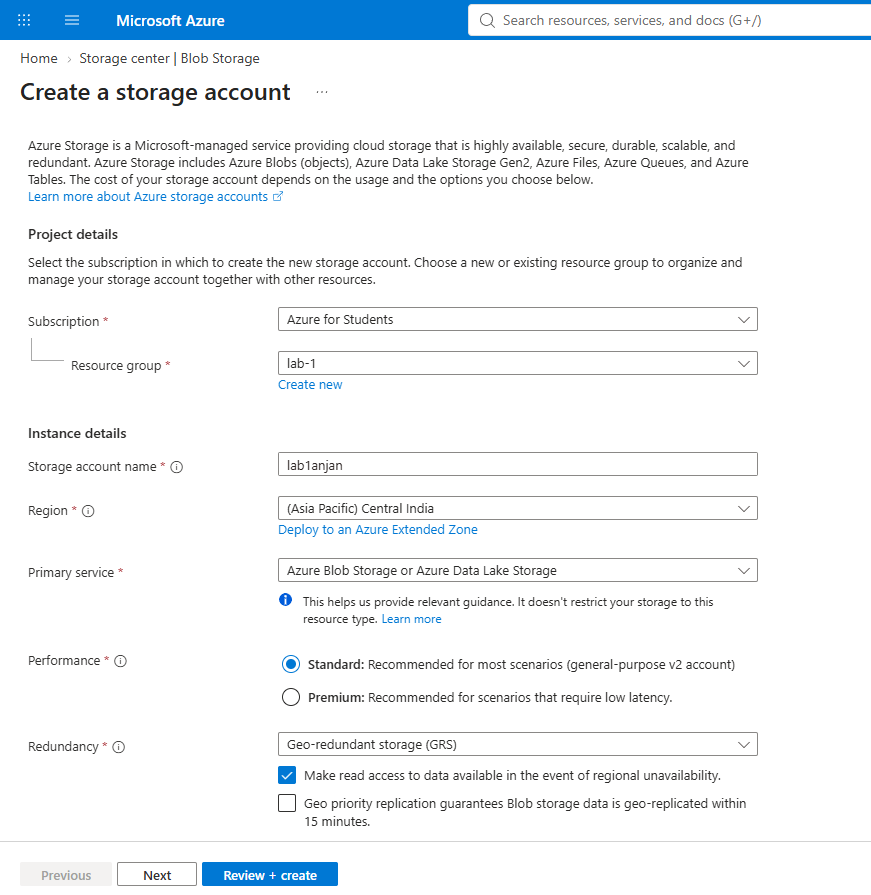 Microsoft Azure
Search resources, services, and docs (G+/)
Home > Storage center | Blob Storage
Create a storage account ...
Azure Storage is a Microsoft-managed service providing cloud storage that is highly available, secure, durable, scalable, and
redundant. Azure Storage includes Azure Blobs (objects), Azure Data Lake Storage Gen2, Azure Files, Azure Queues, and Azure
Tables. The cost of your storage account depends on the usage and the options you choose below.
Learn more about Azure storage accounts
Project details
Select the subscription in which to create the new storage account. Choose a new or existing resource group to organize and
manage your storage account together with other resources.
Subscription *
Azure for Students
Resource group *
lab-1
Create new
Instance details
Storage account name *
lab1anjan
Region *
(Asia Pacific) Central India
Deploy to an Azure Extended Zone
Primary service *
Azure Blob Storage or Azure Data Lake Storage
This helps us provide relevant guidance. It doesn't restrict your storage to this
resource type. Learn more
Performance *
Standard: Recommended for most scenarios (general-purpose v2 account)
Premium: Recommended for scenarios that require low latency.
Redundancy *
Geo-redundant storage (GRS)
Make read access to data available in the event of regional unavailability.
Geo priority replication guarantees Blob storage data is geo-replicated within
15 minutes.
Previous
Next
Review + create